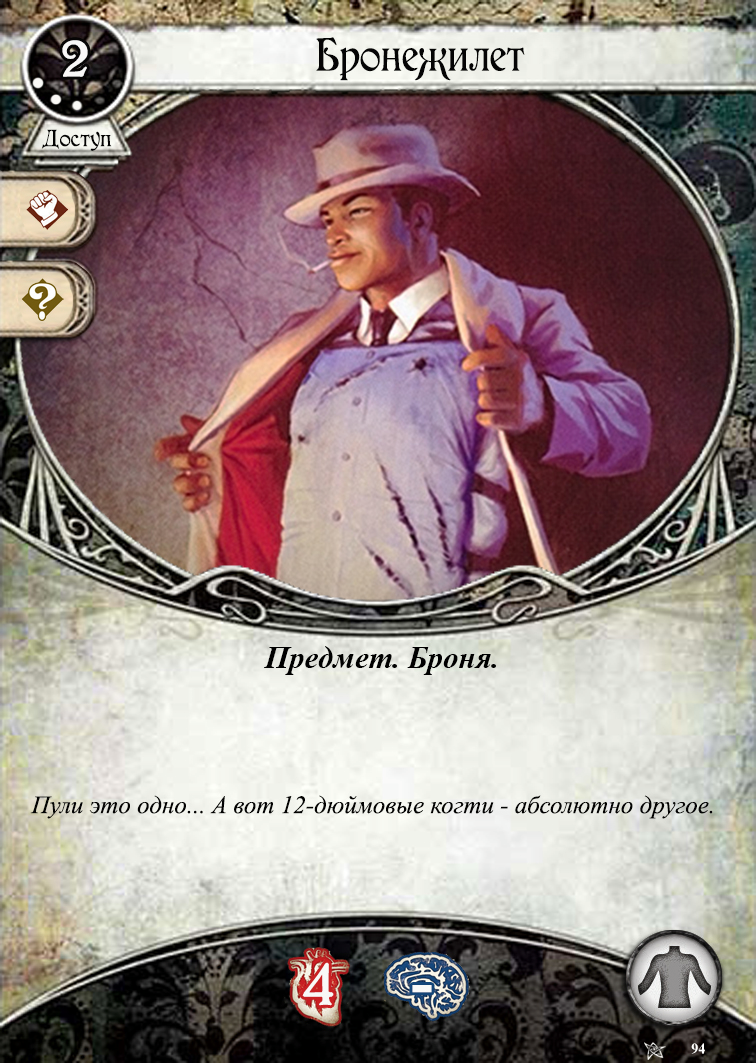 2
Бронежилет
Доступ
?
Предмет. Броня.
Пули это одно... А вот 12-дюймовые когти - абсолютно другое.
4
-
94